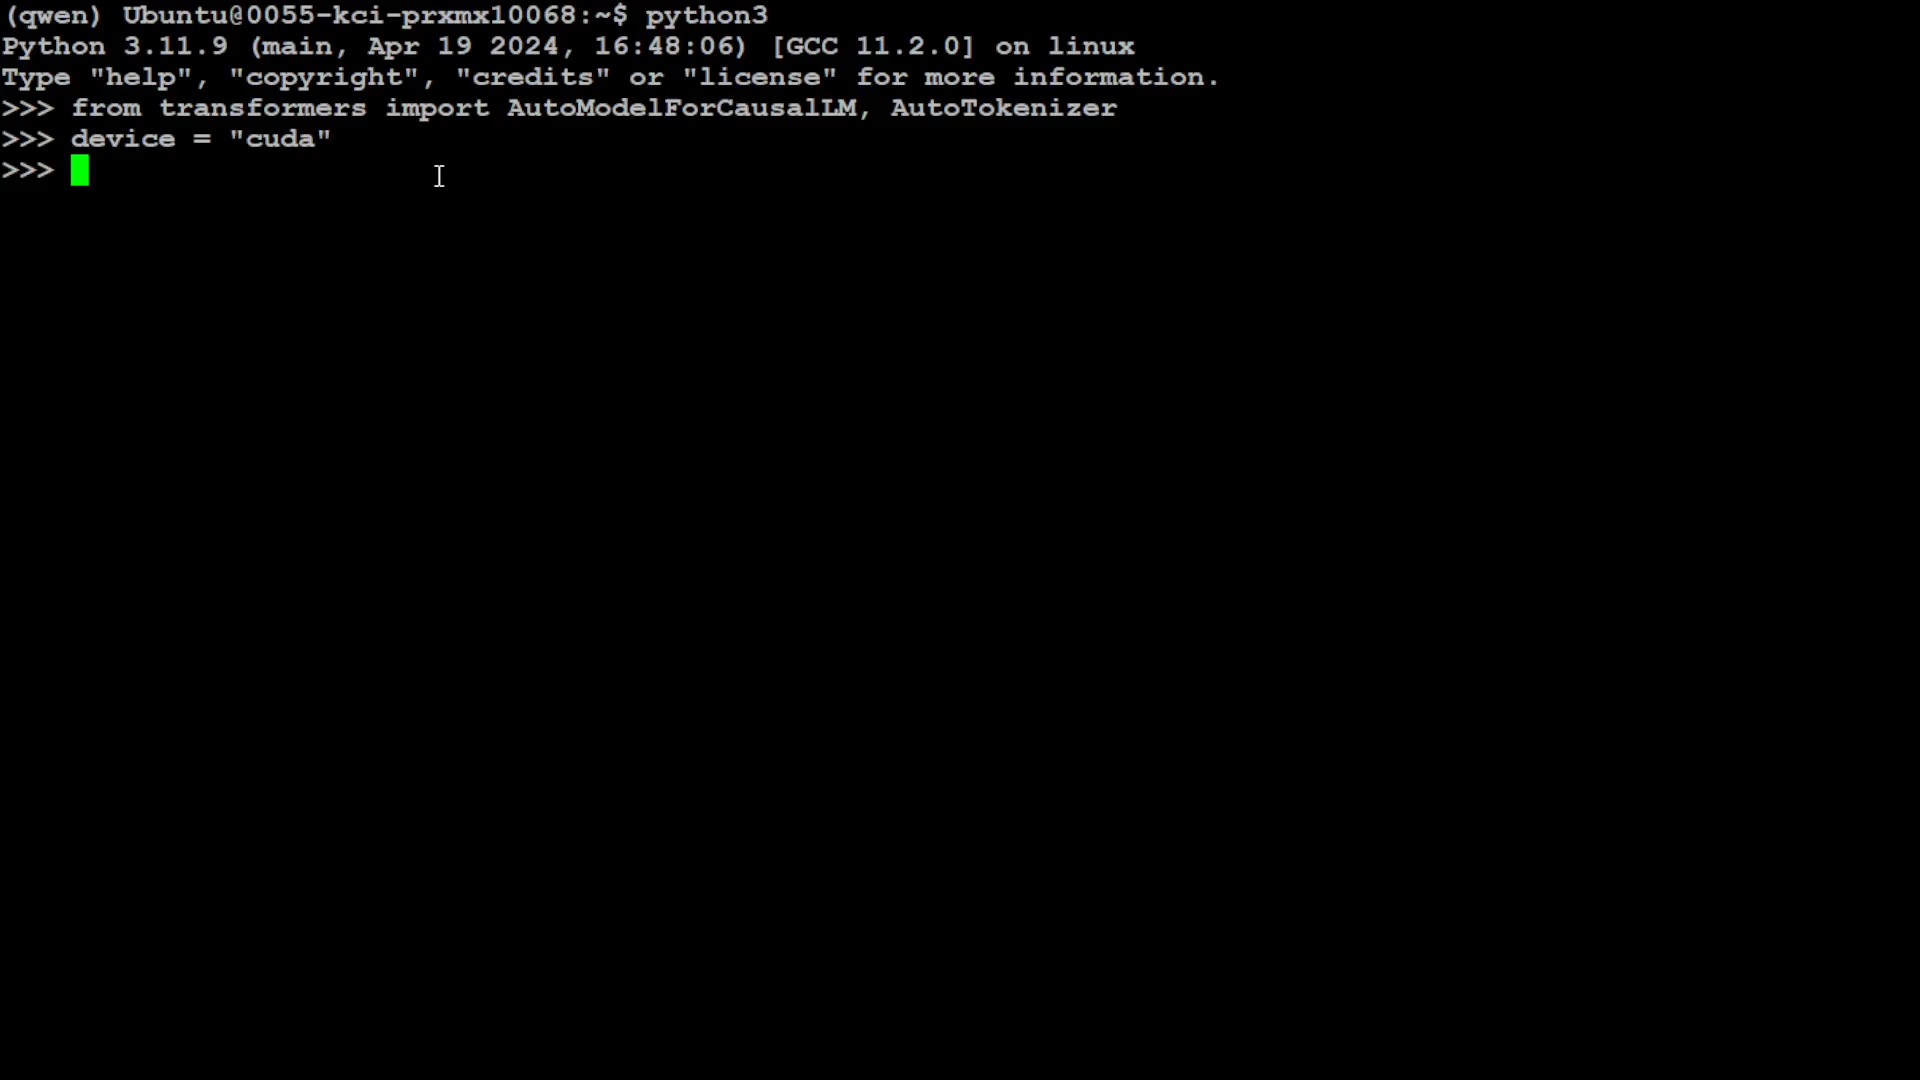 (qwen) Ubuntu@0055-kci-prxmx10068:~$ python3
Python 3.11.9 (main, Apr 19 2024, 16:48:06) [GCC 11.2.0] on linux
Type "help", "copyright", "credits" or "license" for more information.
>>> from transformers import AutoModelForCausalLM, AutoTokenizer
>>> device = "cuda"
>>>